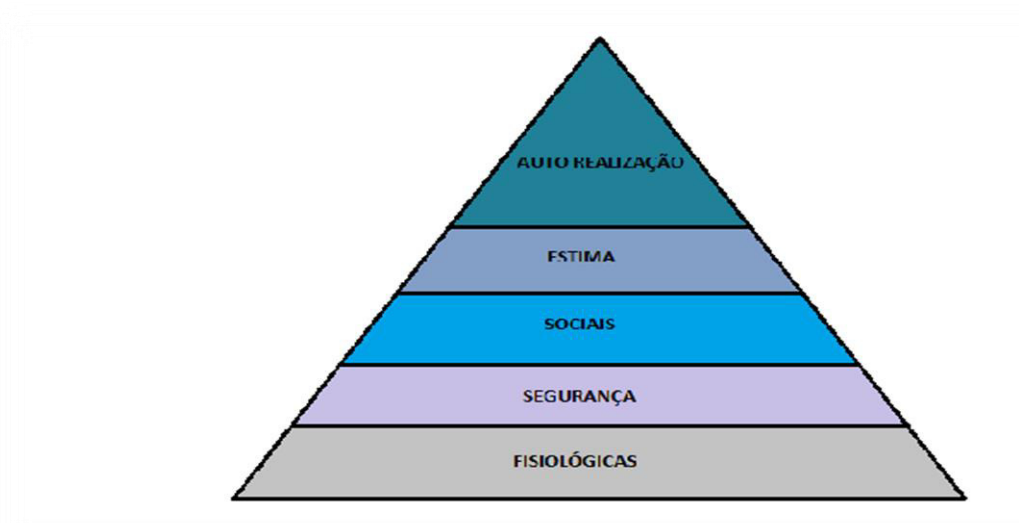 AUTO REALIZAÇÃO
ESTIMA
SOCIAIS
SEGURANÇA
FISIOLÓGICAS